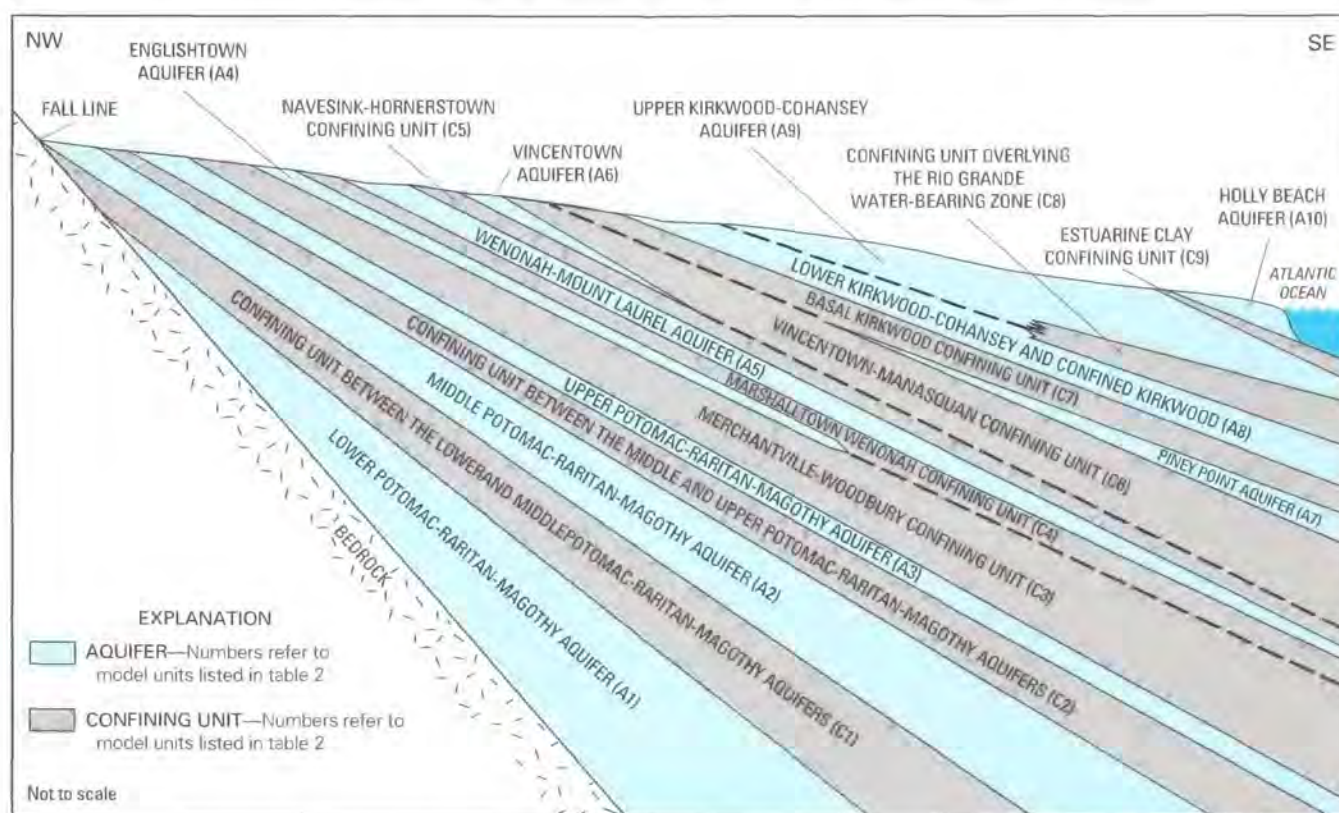 NW
SE
ENGLISHTOWN
AQUIFER (A4)
FALL LINE
NAVESINK-HORNERSTOWN
CONFINING UNIT (C5)
VINCENTOWN
AQUIFER (A6)
UPPER KIRKWOOD-COHANSEY
AQUIFER (A9)
CONFINING UNIT OVERLYING
THE RIO GRANDE
WATER-BEARING ZONE (C8)
HOLLY BEACH
AQUIFER (A10)
ESTUARINE CLAY
CONFINING UNIT (C9)
ATLANTIC
OCEAN
LOWER KIRKWOOD-COHANSEY AND CONFINED KIRKWOOD (A8)
BASAL KIRKWOOD CONFINING UNIT (C7)
PINEY POINT AQUIFER (A7)
VINCENTOWN-MANASQUAN CONFINING UNIT (C6)
WENONAH-MOUNT LAUREL AQUIFER (A5)
MARSHALLTOWN WENONAH CONFINING UNIT (C4)
MERCHANTVILLE-WOODBURY CONFINING UNIT (C3)
UPPER POTOMAC-RARITAN-MAGOTHY AQUIFER (A3)
CONFINING UNIT BETWEEN THE MIDDLE AND UPPER POTOMAC-RARITAN-MAGOTHY AQUIFERS (C2)
MIDDLE POTOMAC-RARITAN-MAGOTHY AQUIFER (A2)
CONFINING UNIT BETWEEN THE LOWERAND MIDDLEPOTOMAC-RARITAN-MAGOTHY AQUIFERS (C1)
LOWER POTOMAC-RARITAN-MAGOTHY AQUIFER (A1)
BEDROCK
EXPLANATION
AQUIFER—Numbers refer to
model units listed in table 2
CONFINING UNIT—Numbers refer to
model units listed in table 2
Not to scale